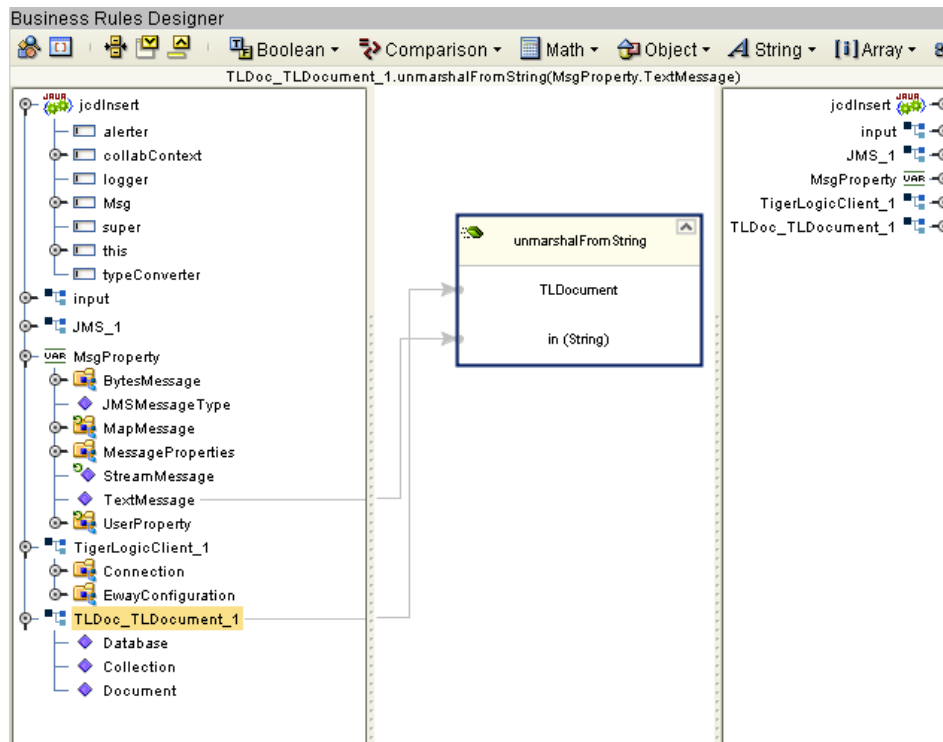 Business Rules Designer
Boolean Comparison Math Object String Array
TLDoc_TLDocument_1.unmarshalFromString(MsgProperty.TextMessage)
jcdInsert
alerter
collabContext
logger
Msg
super
this
typeConverter
input
JMS_1
VAR MsgProperty
BytesMessage
JMSMessageType
MapMessage
MessageProperties
StreamMessage
TextMessage
UserProperty
TigerLogicClient_1
Connection
EwayConfiguration
TLDoc_TLDocument_1
Database
Collection
Document
unmarshalFromString
TLDocument
in (String)
jcdInsert
input
JMS_1
MsgProperty VAR
TigerLogicClient_1
TLDoc_TLDocument_1